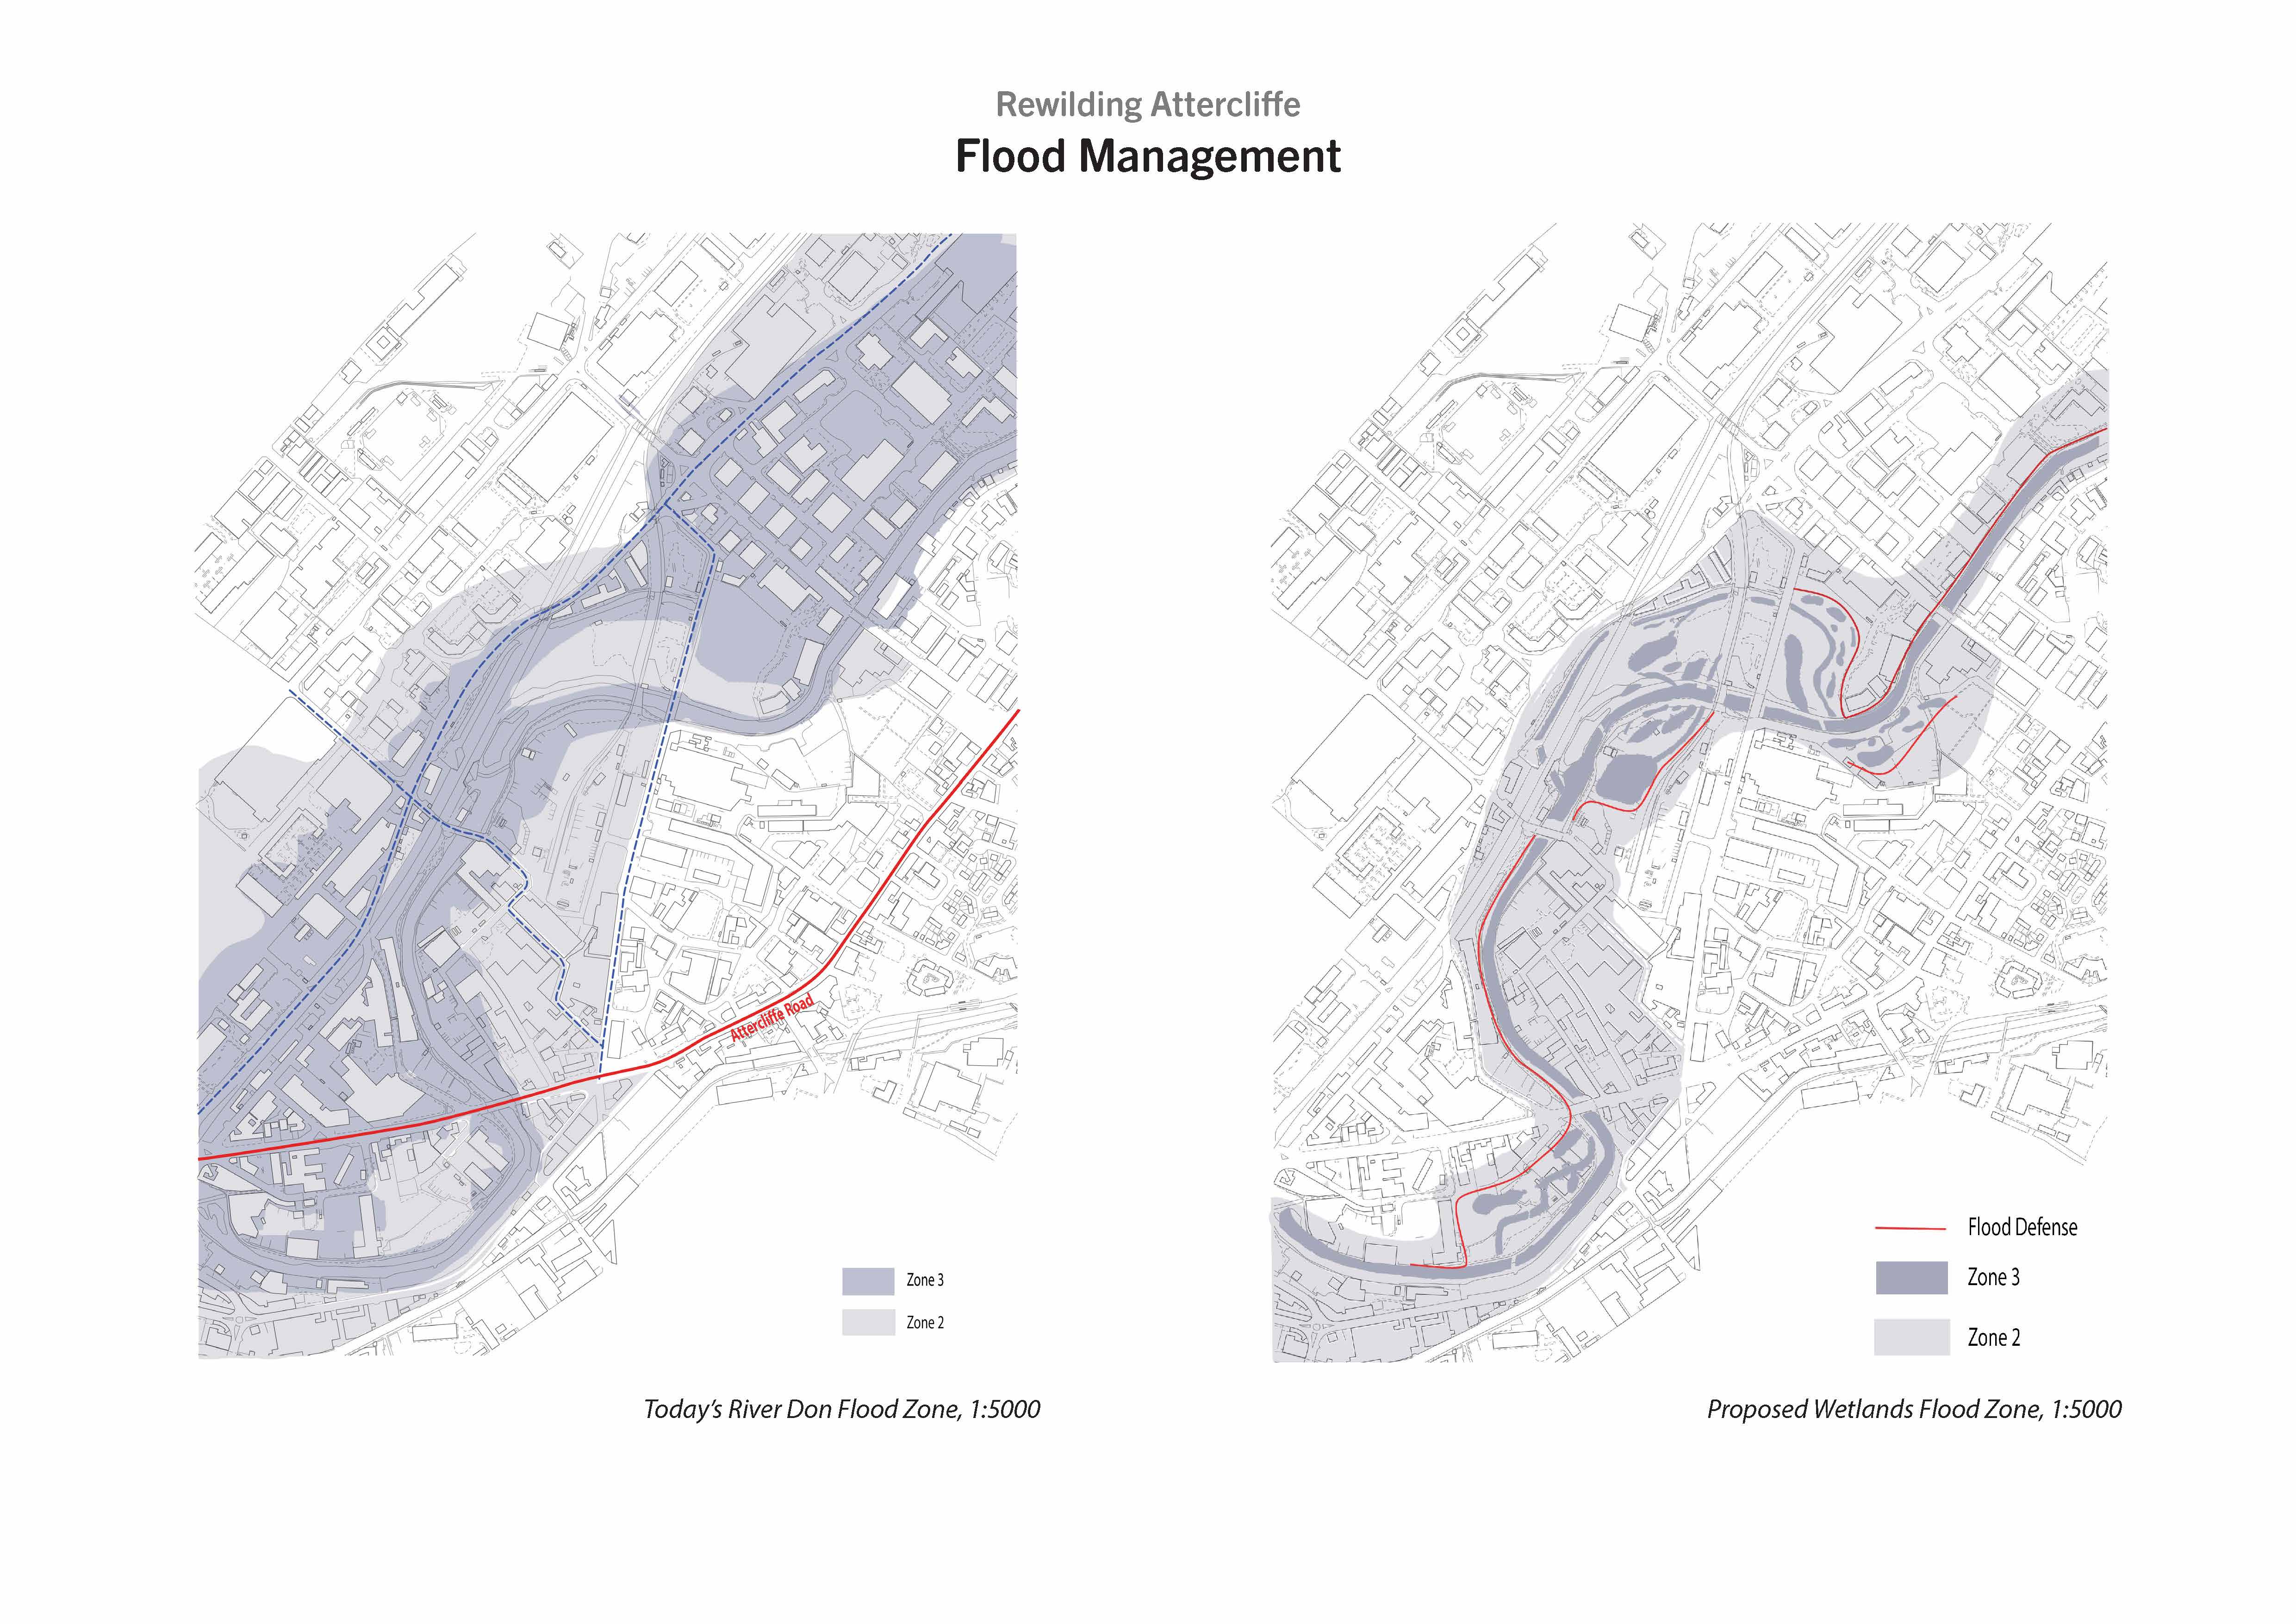 Rewilding Attercliffe
Flood Management
Attercliffe Road
Zone 3
Zone 2
Today's River Don Flood Zone, 1:5000
Flood Defense
Zone 3
Zone 2
Proposed Wetlands Flood Zone, 1:5000